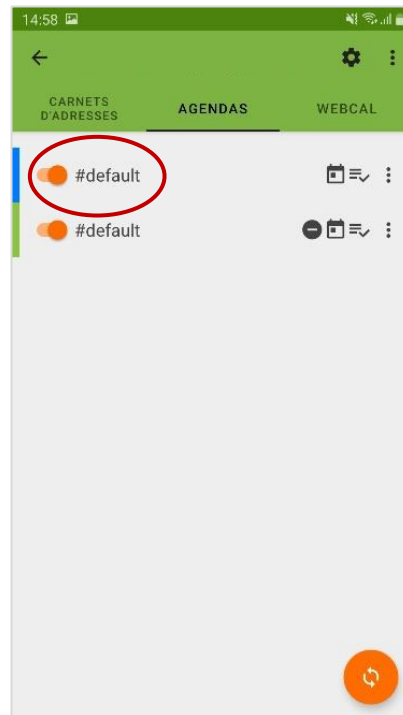 14:58
CARNETS
D'ADRESSES
AGENDAS
WEBCAL
#default
#default